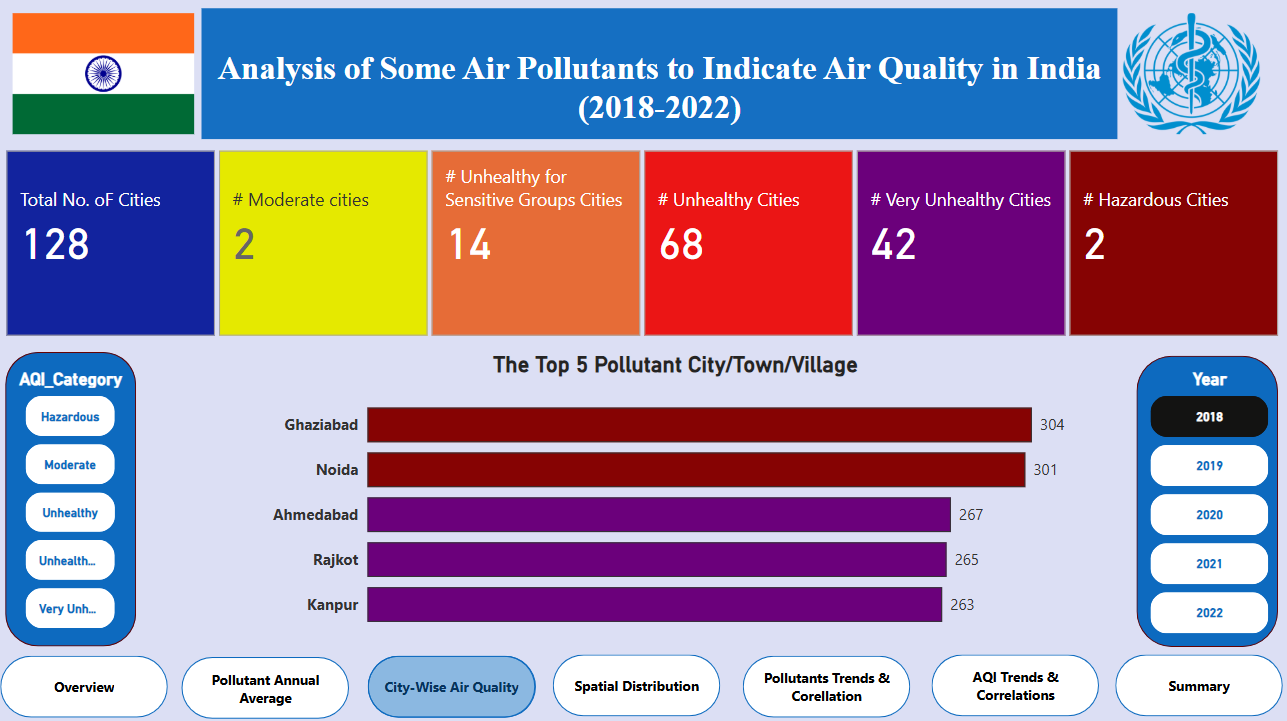 Analysis of Some Air Pollutants to Indicate Air Quality in India
(2018-2022)
Total No. oF Cities
128
# Moderate cities
2
# Unhealthy for
Sensitive Groups Cities
14
# Unhealthy Cities
68
# Very Unhealthy Cities
42
# Hazardous Cities
2
AQI_Category
Hazardous
Moderate
Unhealthy
Unhealth...
Very Unh...
The Top 5 Pollutant City/Town/Village
Ghaziabad 304
Noida 301
Ahmedabad 267
Rajkot 265
Kanpur 263
Year
2018
2019
2020
2021
2022
Overview
Pollutant Annual
Average
City-Wise Air Quality
Spatial Distribution
Pollutants Trends &
Corellation
AQI Trends &
Correlations
Summary